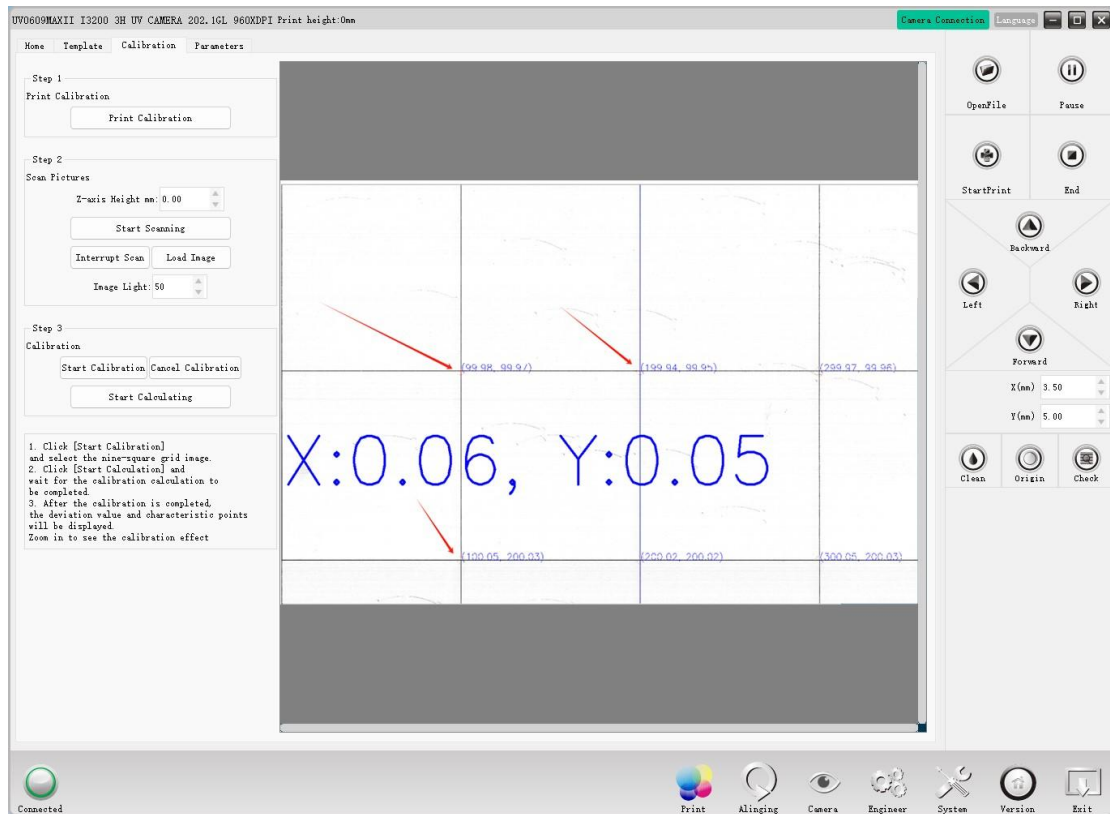 UV0609MAXII I3200 3H UV CAMERA 202.1GL 960XDPI Print height:0mm
Camera Connection
Language
Home Template Calibration Parameters
Step 1
Print Calibration
Print Calibration
Step 2
Scan Pictures
Z-axis Height mm: 0.00
Start Scanning
Interrupt Scan Load Image
Image Light: 50
Step 3
Calibration
Start Calibration Cancel Calibration
Start Calculating
1. Click [Start Calibration]
and select the nine-square grid image.
2. Click [Start Calculation] and
wait for the calibration calculation to
be completed.
3. After the calibration is completed,
the deviation value and characteristic points
will be displayed.
Zoom in to see the calibration effect
(99.98, 99.97) (199.94, 99.95) (299.97, 99.96)
X:0.06, Y:0.05
(100.05, 200.03) (200.02, 200.02) (300.05, 200.03)
OpenFile Pause
StartPrint End
Backward
Left Right
Forward
X(mm) 3.50
Y(mm) 5.00
Clean Origin Check
Connected
Print Alinging Camera Engineer System Version Exit